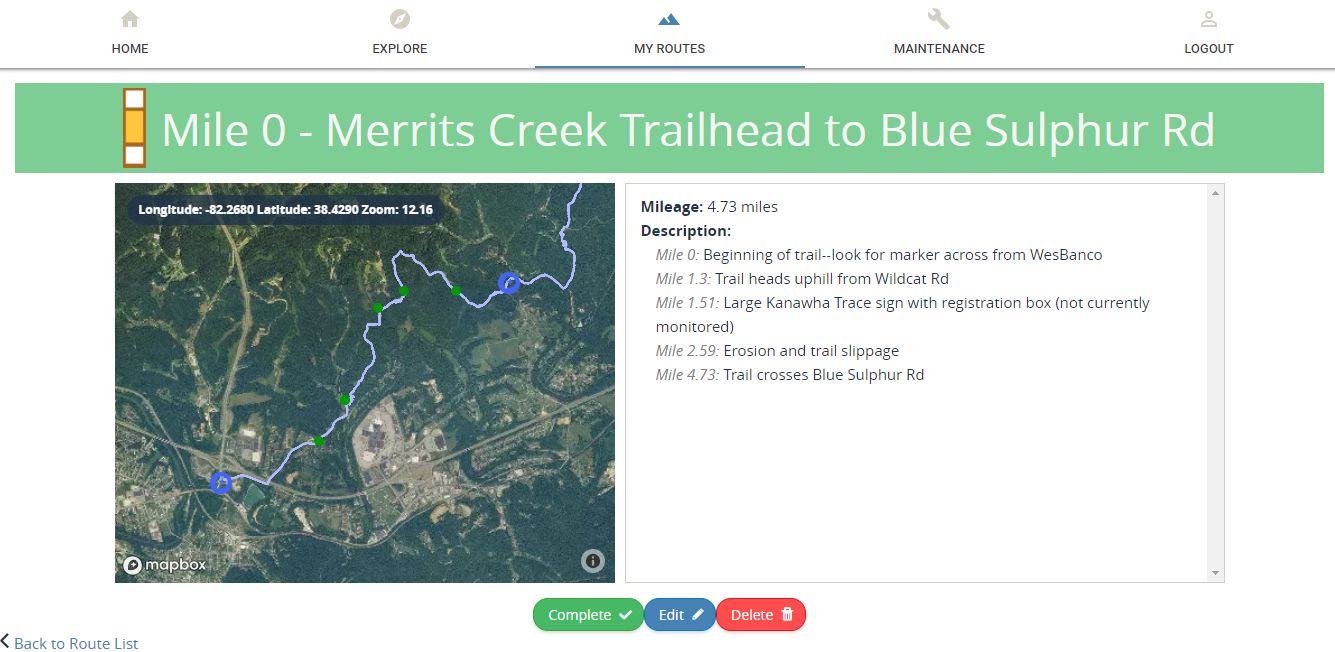 HOME
EXPLORE
MY ROUTES
MAINTENANCE
LOGOUT
Mile 0 - Merrits Creek Trailhead to Blue Sulphur Rd
Longitude: -82.2680 Latitude: 38.4290 Zoom: 12.16
mapbox
Mileage: 4.73 miles
Description:
Mile 0: Beginning of trail--look for marker across from WesBanco
Mile 1.3: Trail heads uphill from Wildcat Rd
Mile 1.51: Large Kanawha Trace sign with registration box (not currently
monitored)
Mile 2.59: Erosion and trail slippage
Mile 4.73: Trail crosses Blue Sulphur Rd
Complete
Edit
Delete
Back to Route List